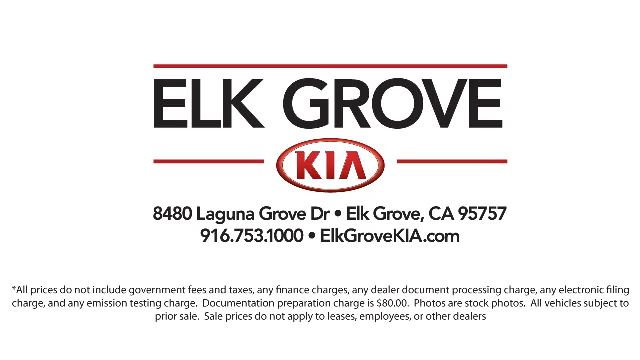 ELK GROVE
KIA
8480 Laguna Grove Dr • Elk Grove, CA 95757
916.753.1000 • ElkGroveKIA.com
*All prices do not include government fees and taxes, any finance charges, any dealer document processing charge, any electronic filing
charge, and any emission testing charge.  Documentation preparation charge is $80.00.  Photos are stock photos.  All vehicles subject to
prior sale.  Sale prices do not apply to leases, employees, or other dealers